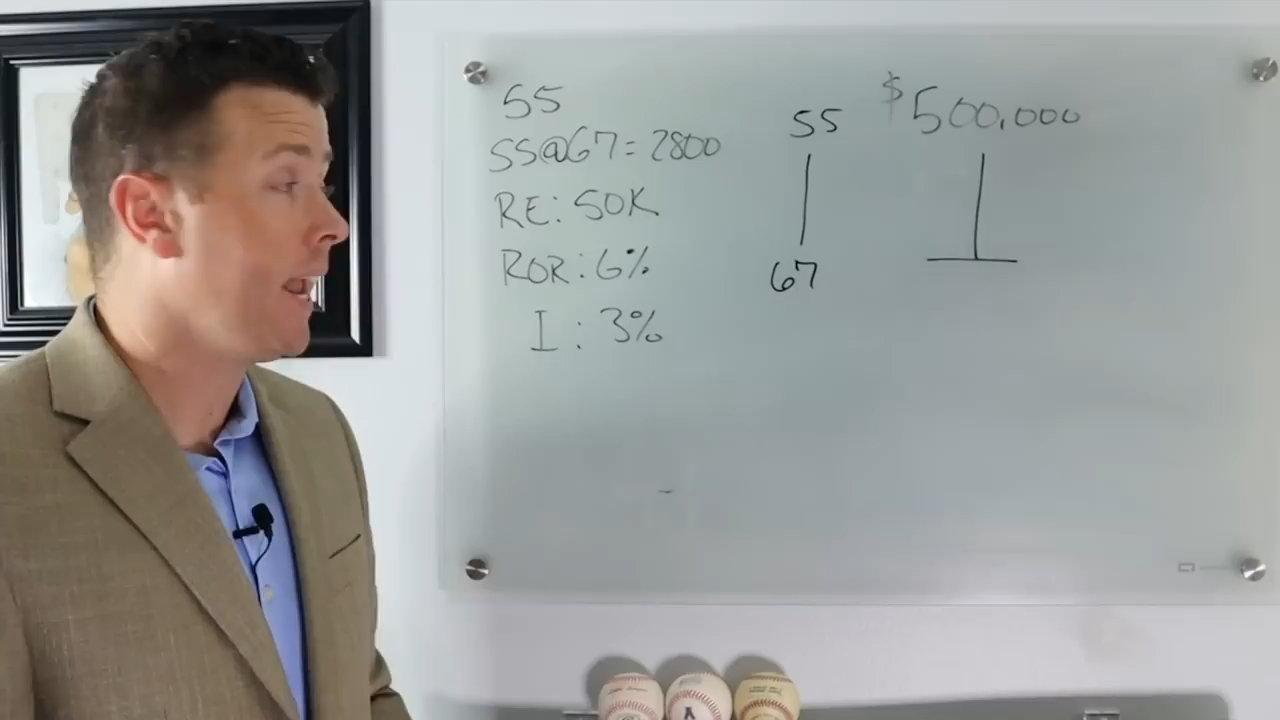 55
SS@67=2800
RE: 50K
ROR: 6%
I: 3%
55 $500,000
67